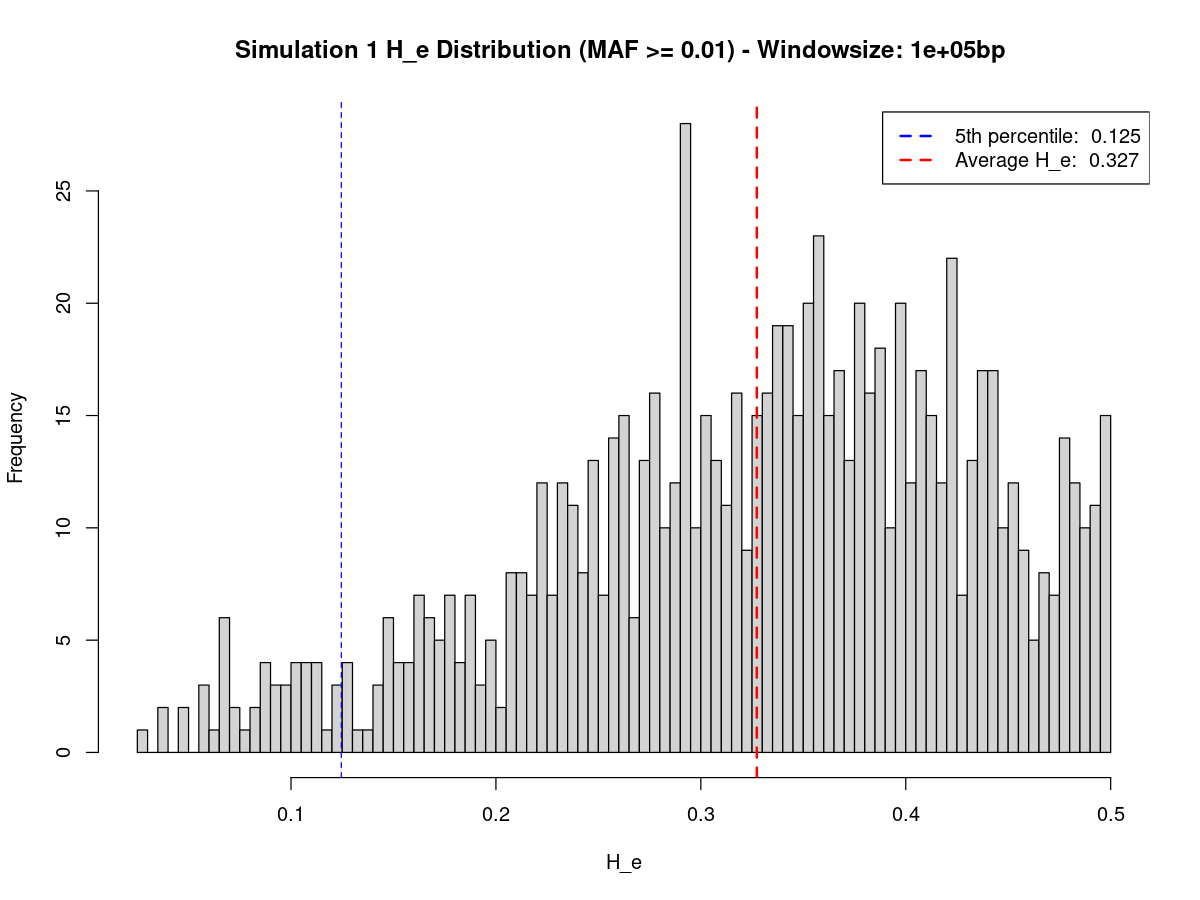 Simulation 1 H_e Distribution (MAF >= 0.01) - Windowsize: 1e+05bp
5th percentile: 0.125
Average H_e: 0.327
Frequency
25
20
15
10
5
0
0.1 0.2 0.3 0.4 0.5
H_e